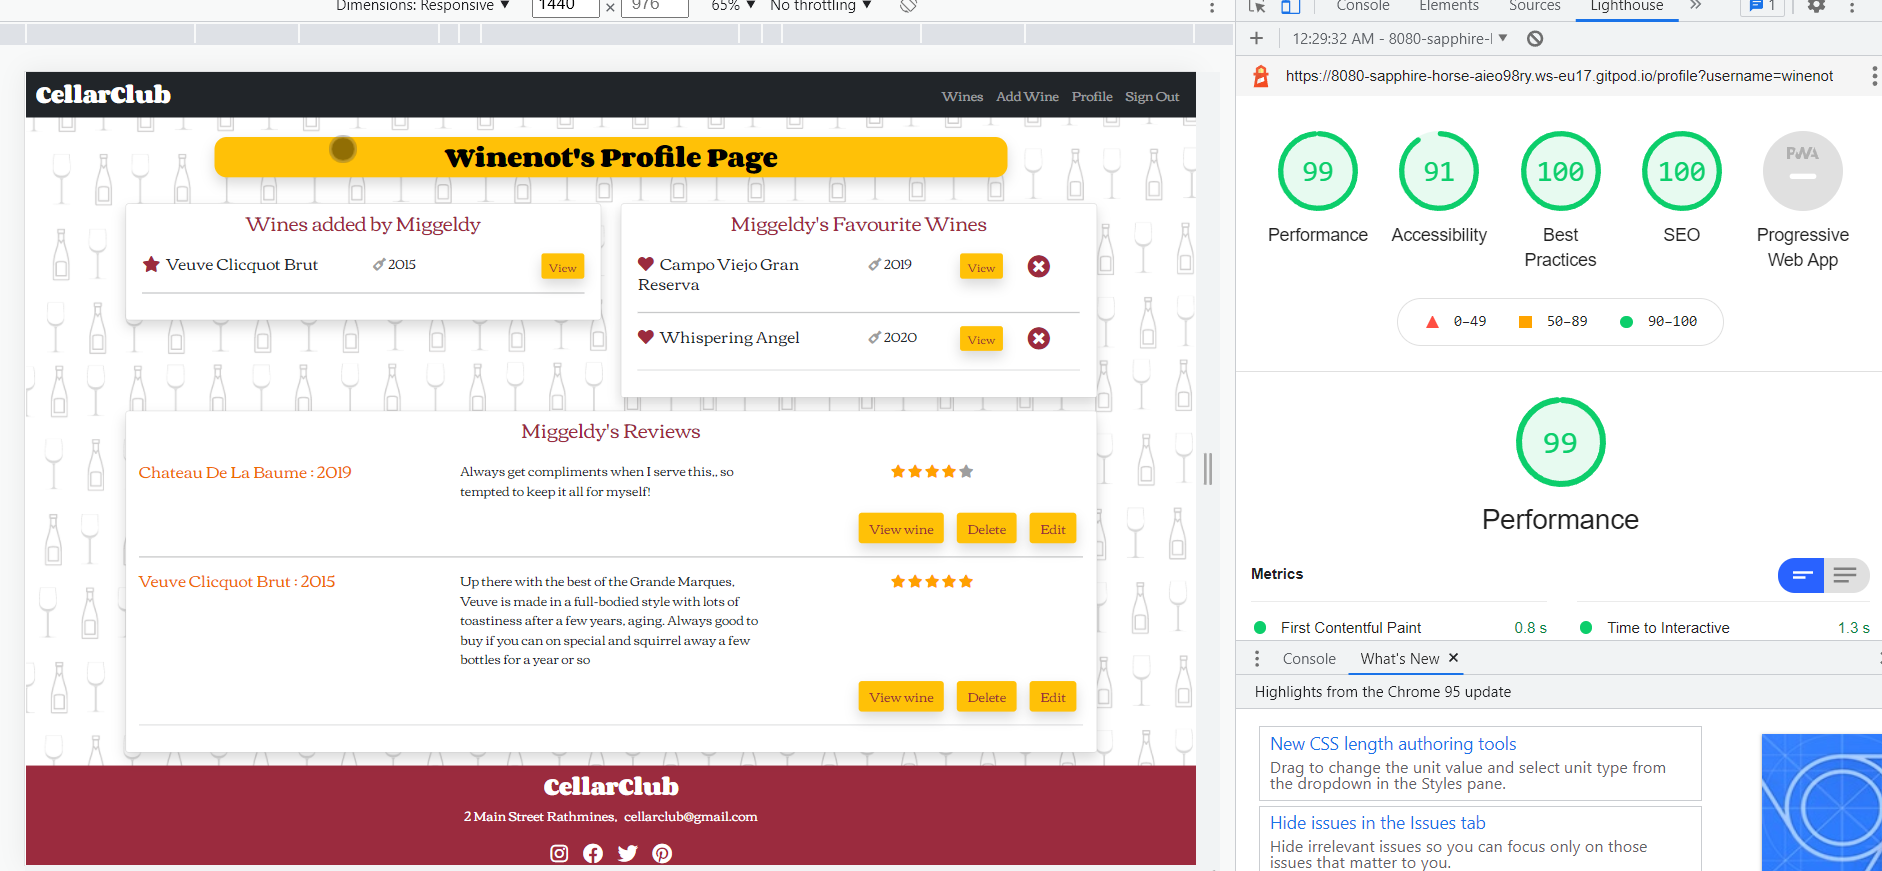 Dimensions: Responsive ▼ 1440 × 976 65% ▼ No throttling ▼
CellarClub
Wines Add Wine Profile Sign Out
Winenot's Profile Page
Wines added by Miggeldy
Veuve Clicquot Brut 2015 View
Miggeldy's Favourite Wines
Campo Viejo Gran Reserva 2019 View
Whispering Angel 2020 View
Miggeldy's Reviews
Chateau De La Baume : 2019
Always get compliments when I serve this,, so
tempted to keep it all for myself!
View wine Delete Edit
Veuve Clicquot Brut : 2015
Up there with the best of the Grande Marques,
Veuve is made in a full-bodied style with lots of
toastiness after a few years, aging. Always good to
buy if you can on special and squirrel away a few
bottles for a year or so
View wine Delete Edit
CellarClub
2 Main Street Rathmines, cellarclub@gmail.com
Console Elements Sources Lighthouse » 1
12:29:32 AM - 8080-sapphire-
https://8080-sapphire-horse-aieo98ry.ws-eu17.gitpod.io/profile?username=winenot
99 91 100 100 PWA
Performance Accessibility Best Practices SEO Progressive Web App
0–49 50–89 90–100
99
Performance
Metrics
First Contentful Paint 0.8 s Time to Interactive 1.3 s
Console What's New ×
Highlights from the Chrome 95 update
New CSS length authoring tools
Drag to change the unit value and select unit type from
the dropdown in the Styles pane.
Hide issues in the Issues tab
Hide irrelevant issues so you can focus only on those
issues that matter to you.